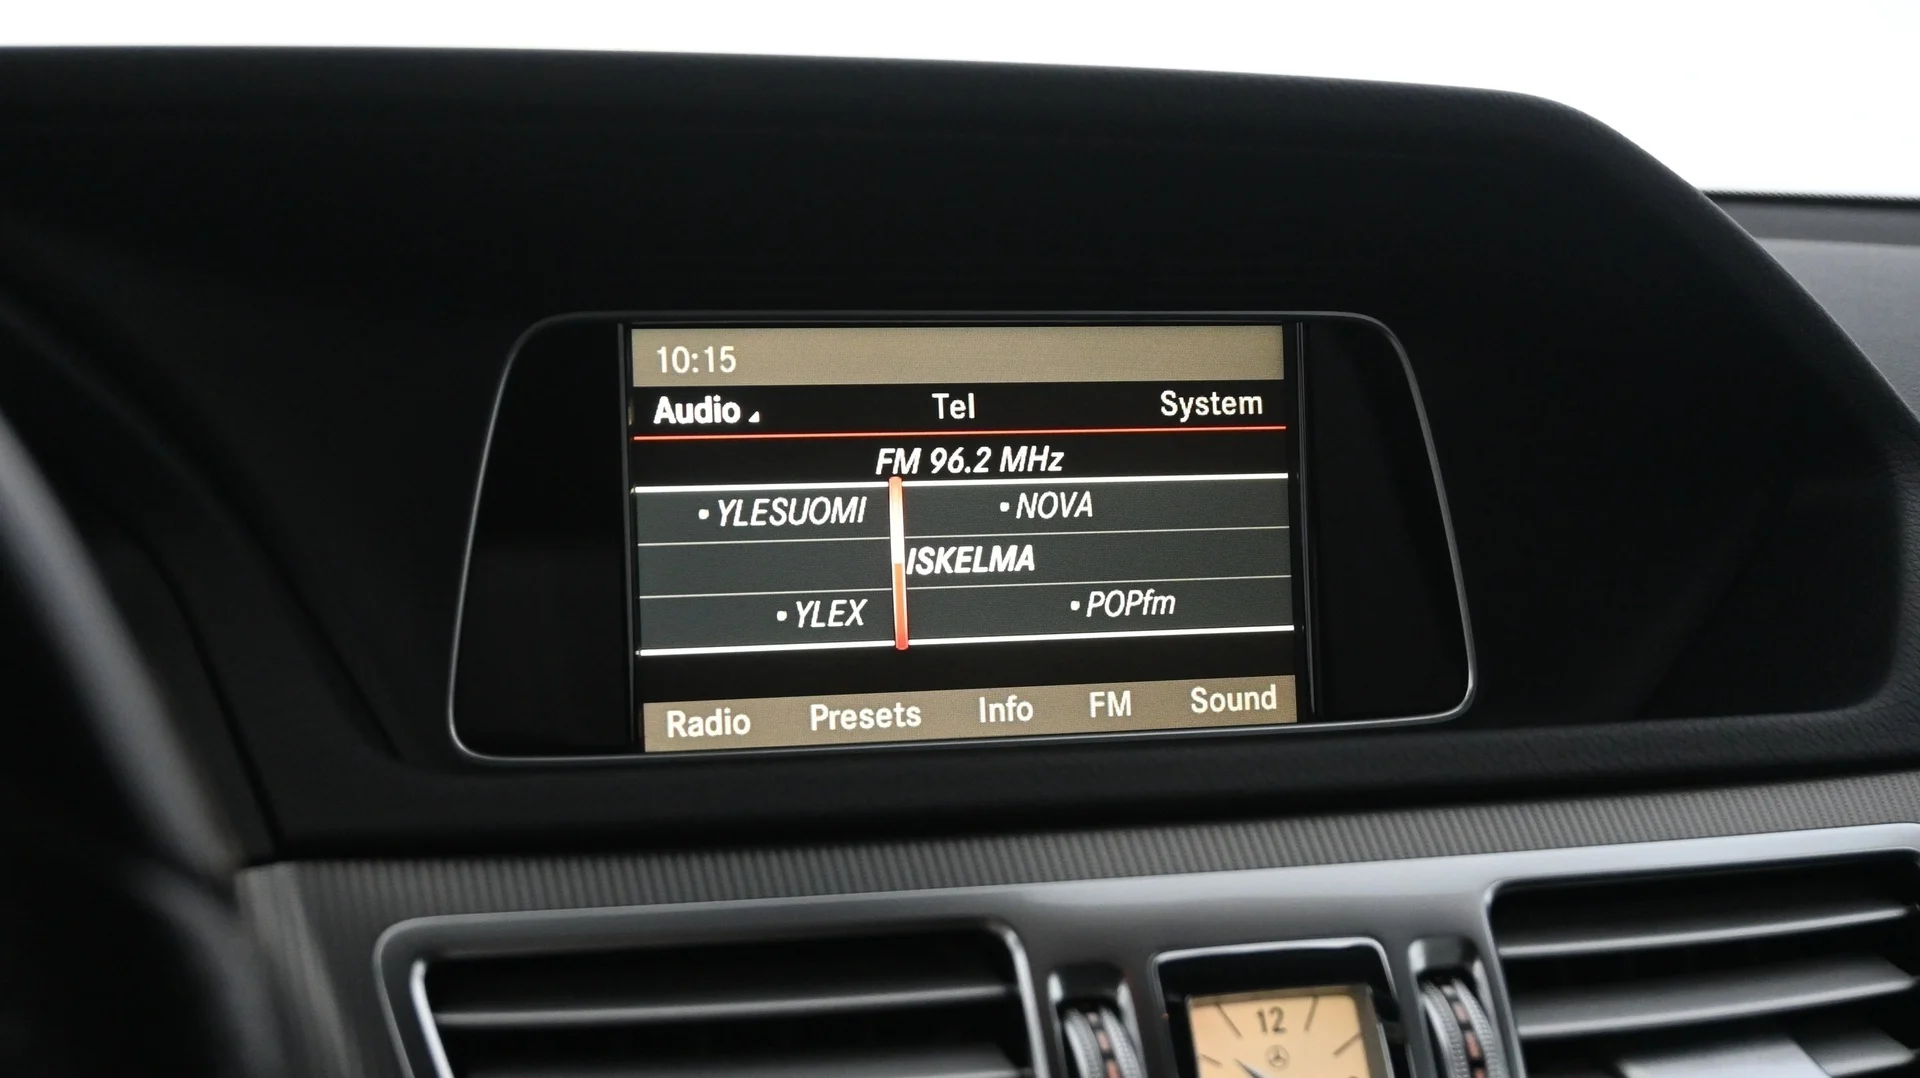 10:15
Audio Tel System
FM 96.2 MHz
• YLESUOMI • NOVA
ISKELMA
• YLEX • POPfm
Radio Presets Info FM Sound
12